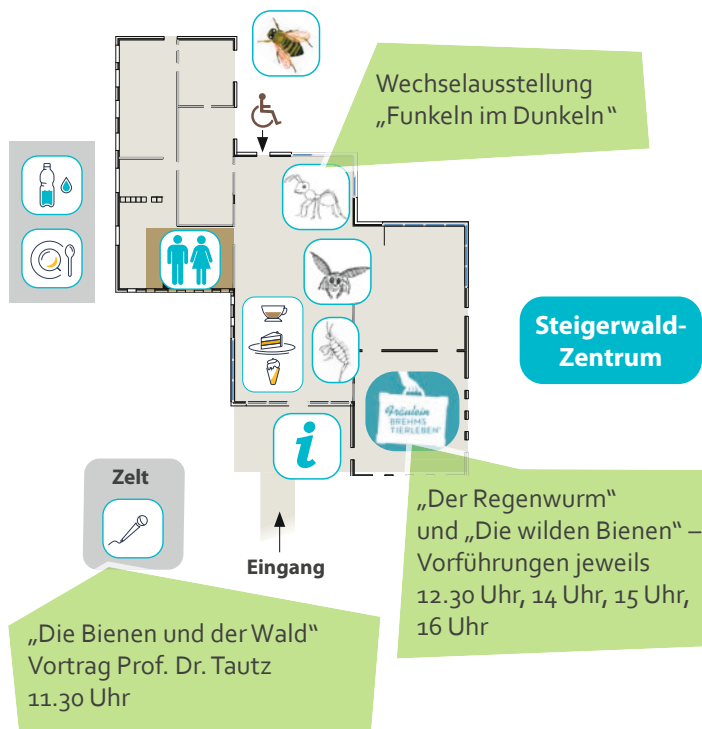 Wechselausstellung
„Funkeln im Dunkeln“
Steigerwald-
Zentrum
Fräulein
BREHMS
TIERLEBEN
i
Zelt
Eingang
„Der Regenwurm“
und „Die wilden Bienen“ –
Vorführungen jeweils
12.30 Uhr, 14 Uhr, 15 Uhr,
16 Uhr
„Die Bienen und der Wald“
Vortrag Prof. Dr. Tautz
11.30 Uhr